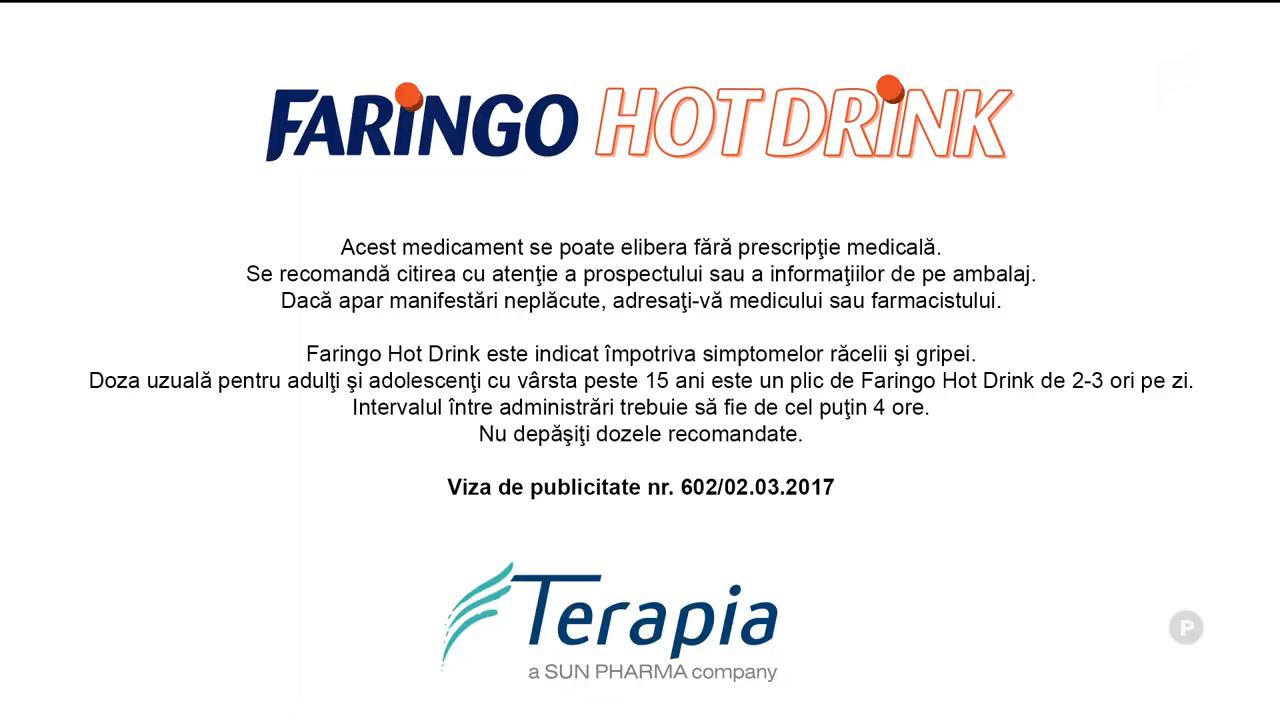 FARINGO HOT DRINK
Acest medicament se poate elibera fără prescripţie medicală.
Se recomandă citirea cu atenţie a prospectului sau a informaţiilor de pe ambalaj.
Dacă apar manifestări neplăcute, adresaţi-vă medicului sau farmacistului.
Faringo Hot Drink este indicat împotriva simptomelor răcelii şi gripei.
Doza uzuală pentru adulţi şi adolescenţi cu vârsta peste 15 ani este un plic de Faringo Hot Drink de 2-3 ori pe zi.
Intervalul între administrări trebuie să fie de cel puţin 4 ore.
Nu depăşiţi dozele recomandate.
Viza de publicitate nr. 602/02.03.2017
Terapia
a SUN PHARMA company
P